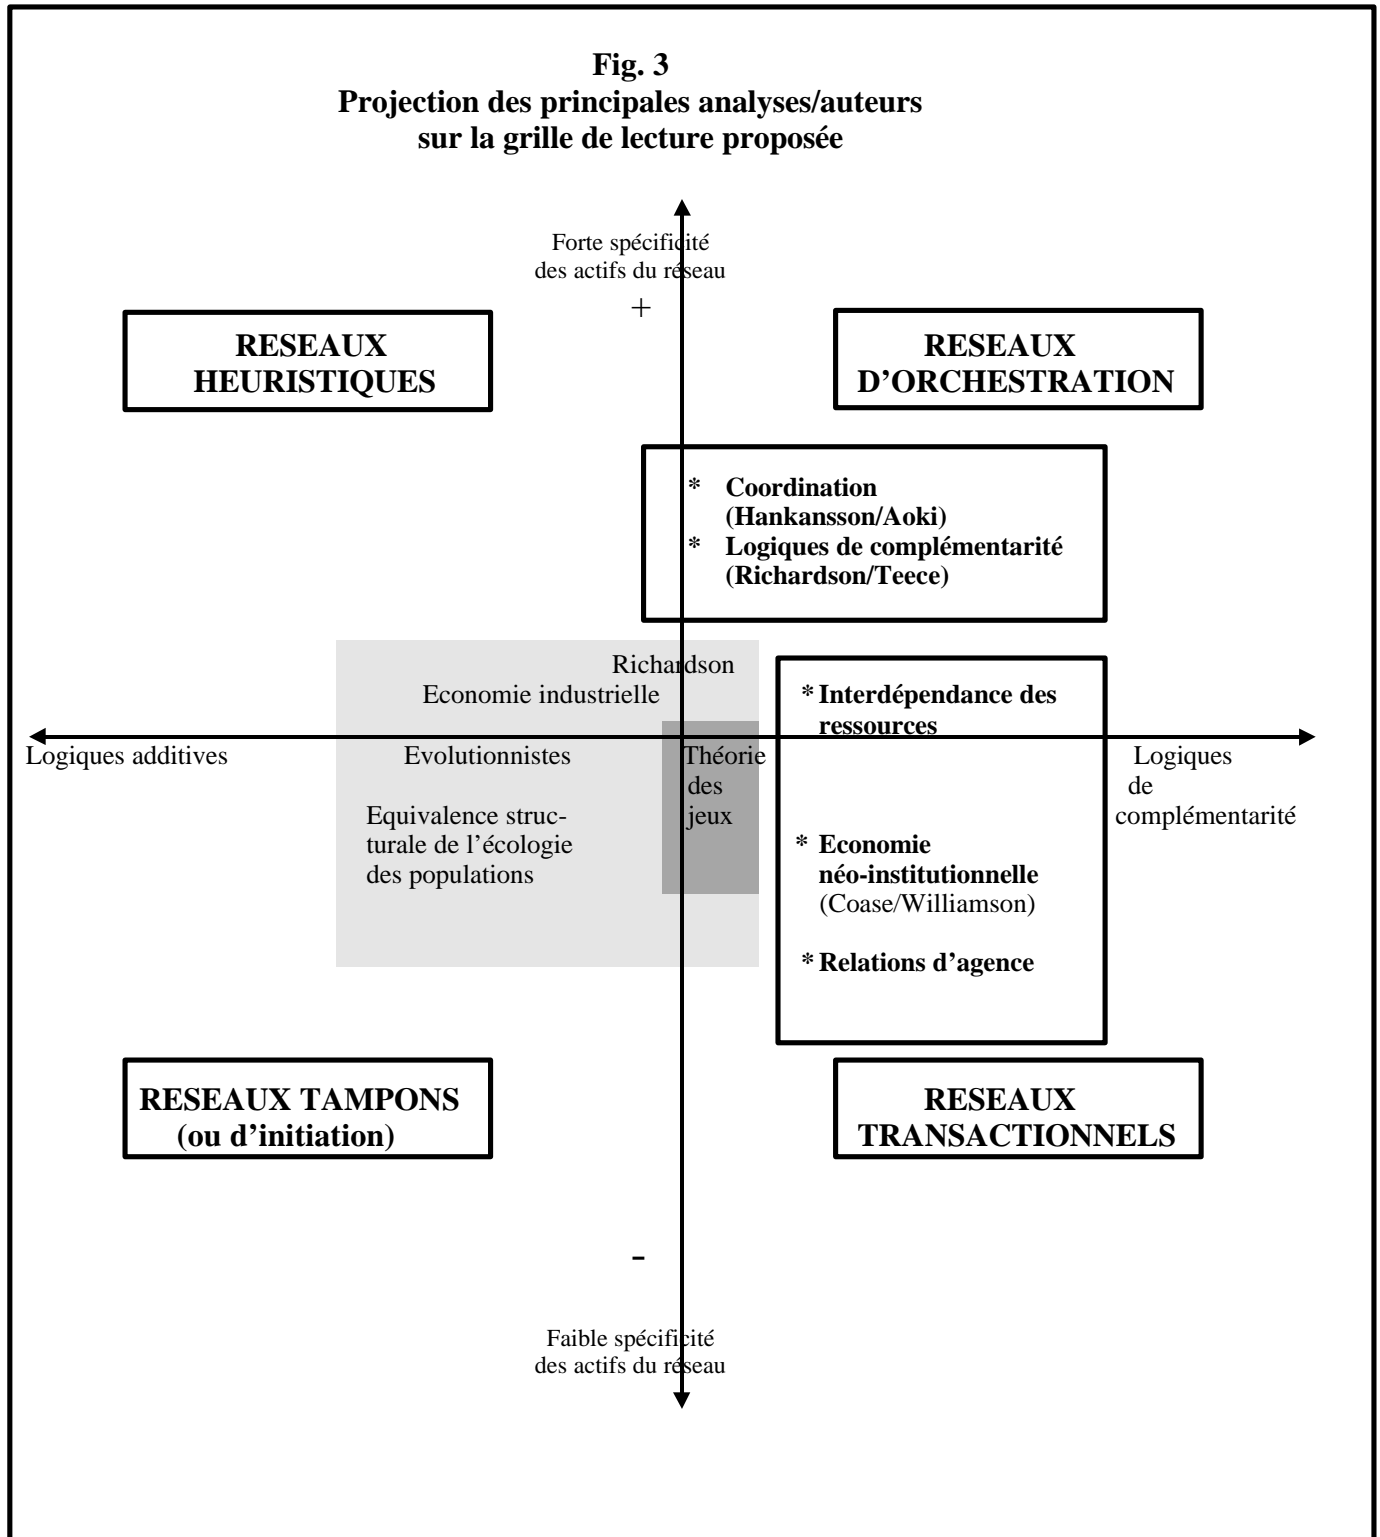 Fig. 3
Projection des principales analyses/auteurs
sur la grille de lecture proposée
Forte spécificité
des actifs du réseau
+
RESEAUX
HEURISTIQUES
RESEAUX
D’ORCHESTRATION
* Coordination
(Hankansson/Aoki)
* Logiques de complémentarité
(Richardson/Teece)
Richardson
Economie industrielle
* Interdépendance des
ressources
Logiques additives
Evolutionnistes
Théorie
des
jeux
Logiques
de
complémentarité
Equivalence struc-
turale de l’écologie
des populations
* Economie
néo-institutionnelle
(Coase/Williamson)
* Relations d’agence
RESEAUX TAMPONS
(ou d’initiation)
RESEAUX
TRANSACTIONNELS
-
Faible spécificité
des actifs du réseau